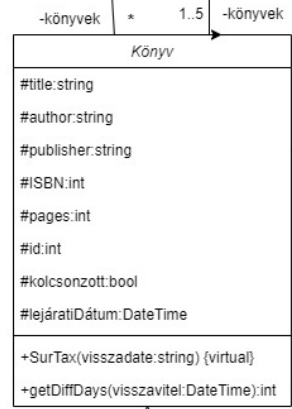 -könyvek * 1..5 -könyvek
Könyv
#title:string
#author:string
#publisher:string
#ISBN:int
#pages:int
#id:int
#kolcsonzott:bool
#lejáratiDátum:DateTime
+SurTax(visszadate:string) {virtual}
+getDiffDays(visszavitel:DateTime):int